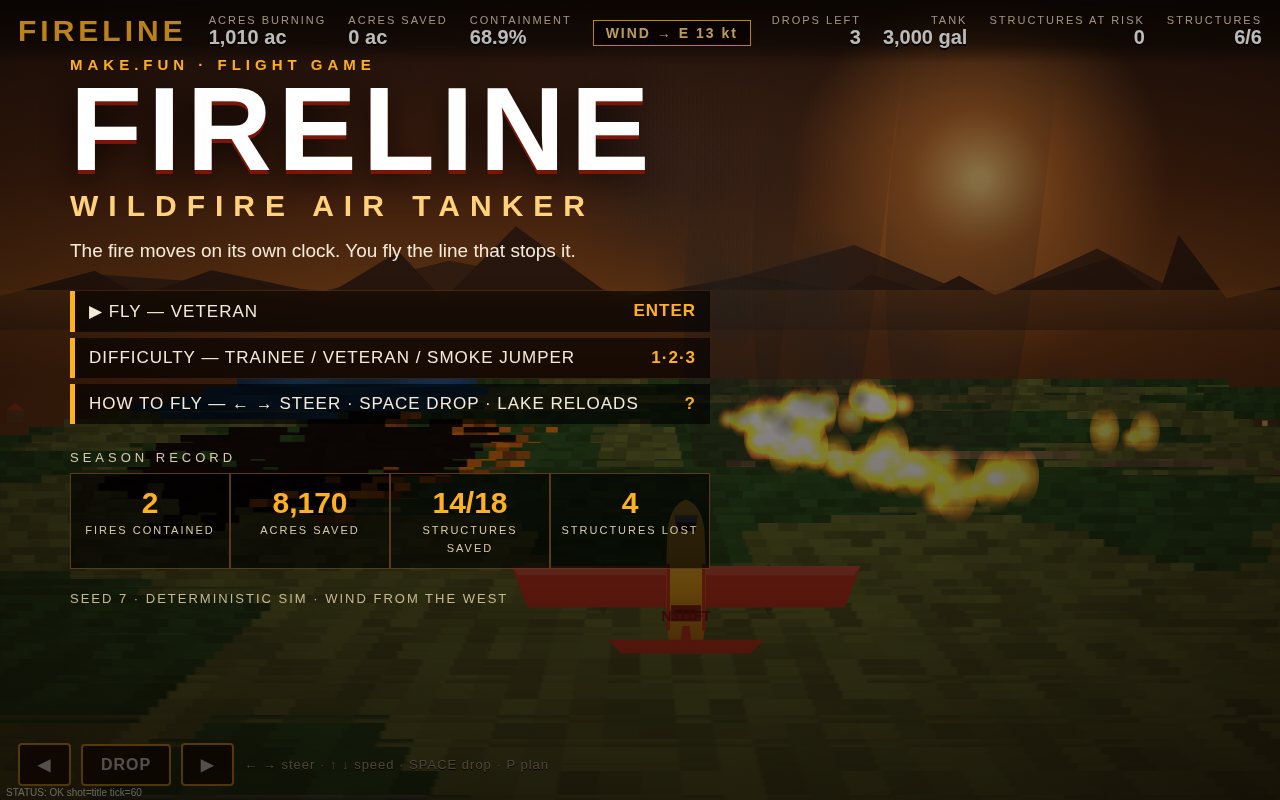 FIRELINE
ACRES BURNING
1,010 ac
ACRES SAVED
0 ac
CONTAINMENT
68.9%
WIND → E 13 kt
DROPS LEFT
3
TANK
3,000 gal
STRUCTURES AT RISK
0
STRUCTURES
6/6
MAKE.FUN · FLIGHT GAME
FIRELINE
WILDFIRE AIR TANKER
The fire moves on its own clock. You fly the line that stops it.
▶ FLY — VETERAN ENTER
DIFFICULTY — TRAINEE / VETERAN / SMOKE JUMPER 1·2·3
HOW TO FLY — ← → STEER · SPACE DROP · LAKE RELOADS ?
SEASON RECORD
2
FIRES CONTAINED
8,170
ACRES SAVED
14/18
STRUCTURES
SAVED
4
STRUCTURES LOST
SEED 7 · DETERMINISTIC SIM · WIND FROM THE WEST
◀ DROP ▶ ← → steer · ↑ ↓ speed · SPACE drop · P plan
STATUS: OK shot=title tick=60